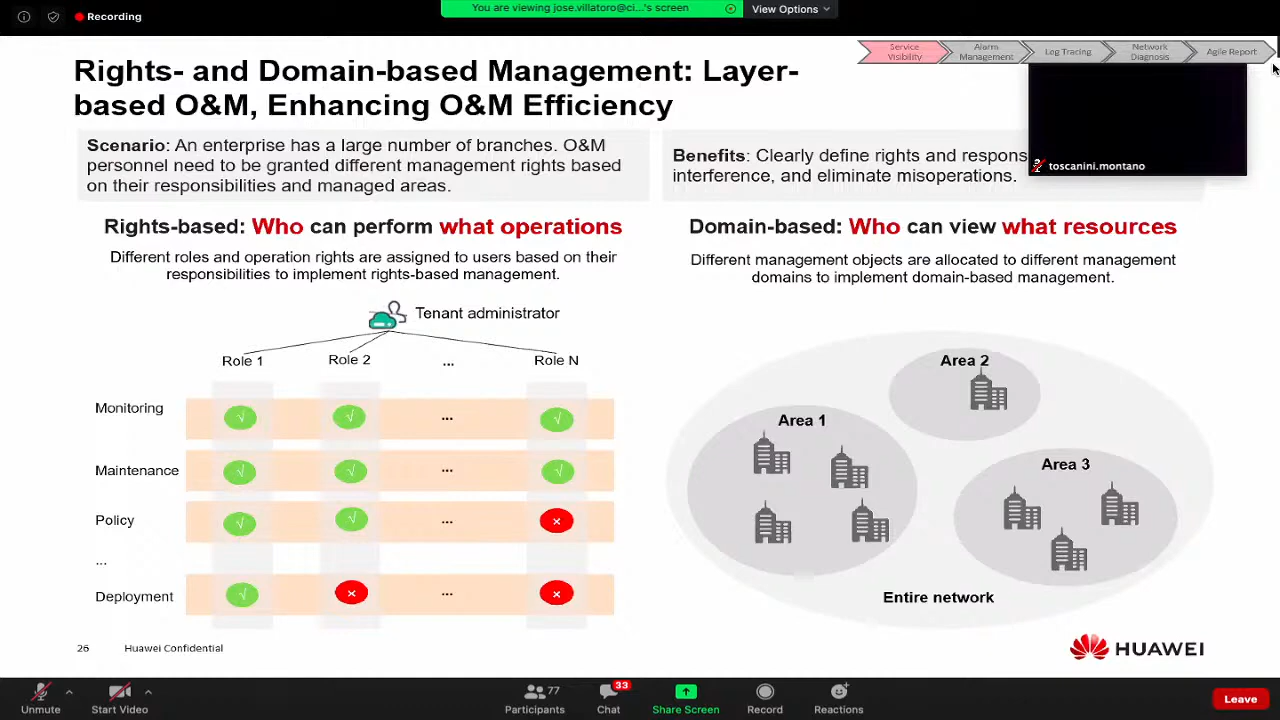 Recording
You are viewing jose.villatoro@ci...'s screen
View Options
Service
Visibility
Alarm
Management
Log Tracing
Network
Diagnosis
Agile Report
Rights- and Domain-based Management: Layer-
based O&M, Enhancing O&M Efficiency
toscanini.montano
Scenario: An enterprise has a large number of branches. O&M
personnel need to be granted different management rights based
on their responsibilities and managed areas.
Benefits: Clearly define rights and respons
interference, and eliminate misoperations.
Rights-based: Who can perform what operations
Different roles and operation rights are assigned to users based on their
responsibilities to implement rights-based management.
Domain-based: Who can view what resources
Different management objects are allocated to different management
domains to implement domain-based management.
Tenant administrator
Role 1
Role 2
...
Role N
Monitoring
√ √ ... √
Maintenance
√ √ ... √
Policy
√ √ ... ×
...
Deployment
√ × ... ×
Area 2
Area 1
Area 3
Entire network
26
Huawei Confidential
HUAWEI
Unmute
Start Video
77
Participants
33
Chat
Share Screen
Record
Reactions
Leave